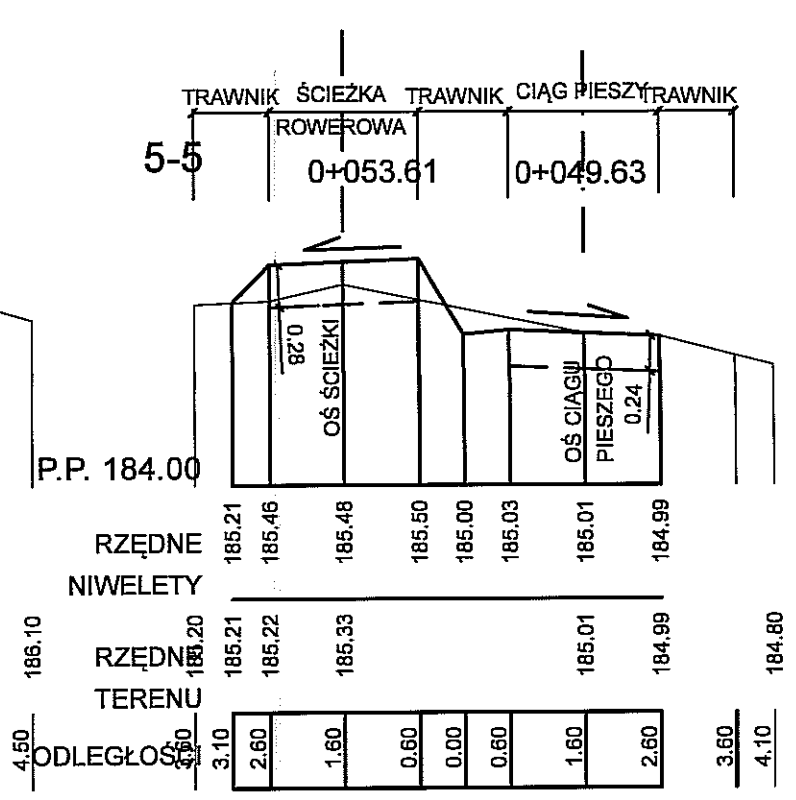 TRAWNIK ŚCIEŻKA TRAWNIK CIĄG PIESZY TRAWNIK
ROWEROWA
5-5
0+053.61 0+049.63
0.28
OŚ ŚCIEŻKI
OŚ CIĄGU
PIESZEGO
0.24
P.P. 184.00
RZĘDNE
NIWELETY
185.21 185.46 185.48 185.50 185.00 185.03 185.01 184.99
RZĘDNE
TERENU
186.10 185.20 185.21 185.22 185.33 185.01 184.99 184.80
ODLEGŁOŚCI
4.50 3.60 3.10 2.60 1.60 0.60 0.00 0.60 1.60 2.60 3.60 4.10